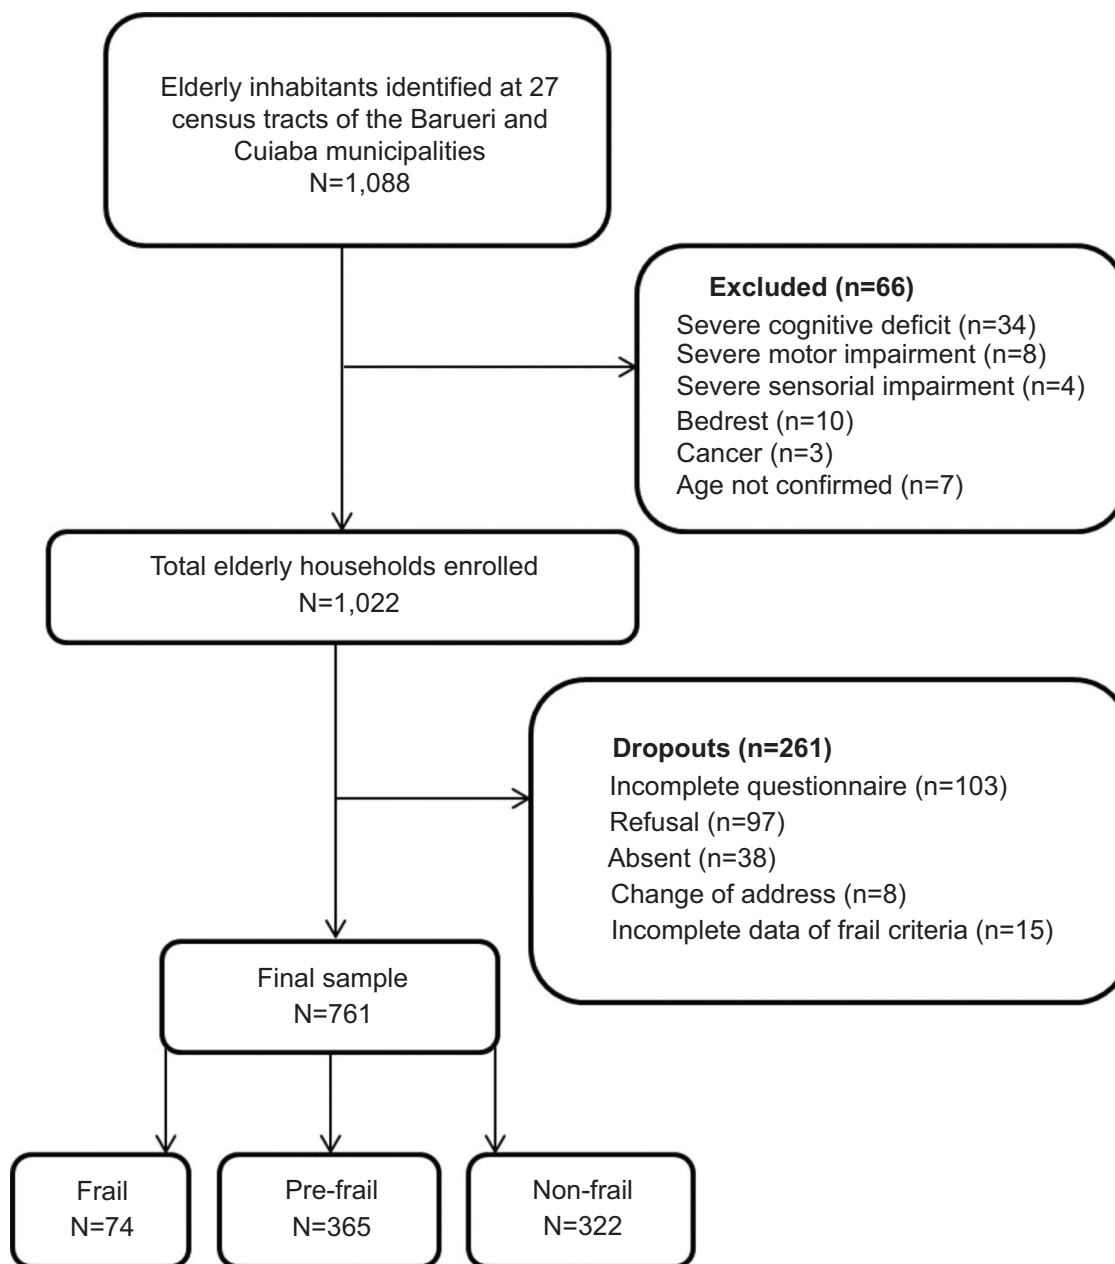 Elderly inhabitants identified at 27
census tracts of the Barueri and
Cuiaba municipalities
N=1,088
Excluded (n=66)
Severe cognitive deficit (n=34)
Severe motor impairment (n=8)
Severe sensorial impairment (n=4)
Bedrest (n=10)
Cancer (n=3)
Age not confirmed (n=7)
Total elderly households enrolled
N=1,022
Dropouts (n=261)
Incomplete questionnaire (n=103)
Refusal (n=97)
Absent (n=38)
Change of address (n=8)
Incomplete data of frail criteria (n=15)
Final sample
N=761
Frail
N=74
Pre-frail
N=365
Non-frail
N=322